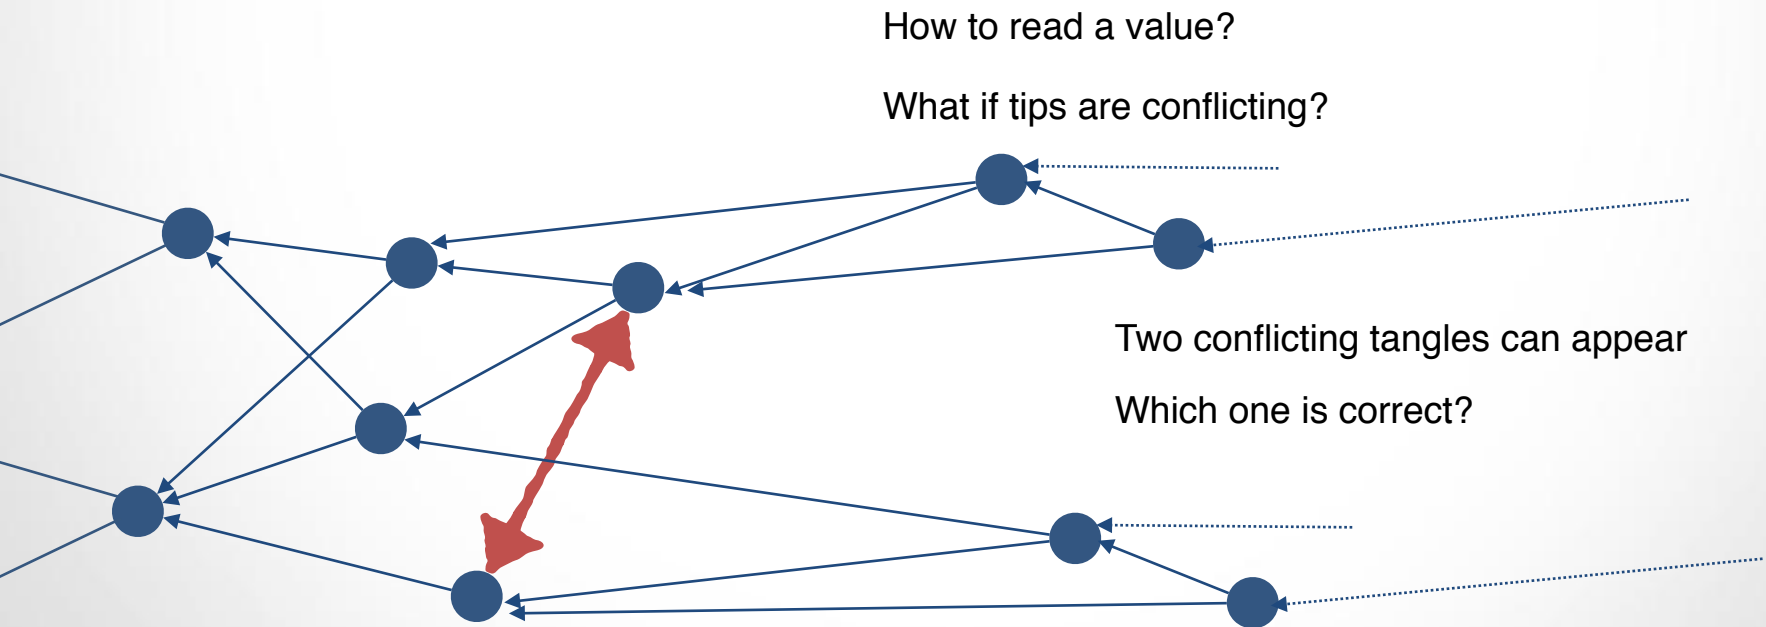 How to read a value?
What if tips are conflicting?
Two conflicting tangles can appear
Which one is correct?